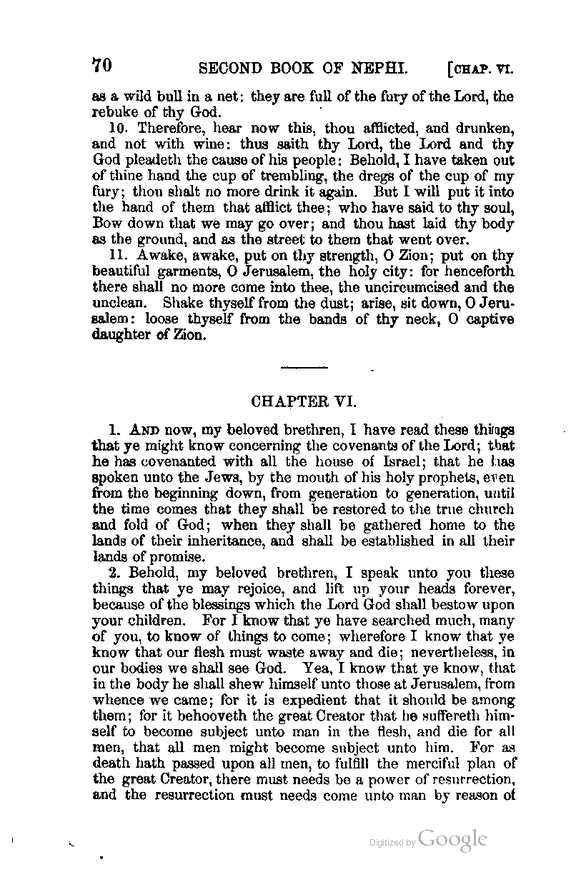 70 SECOND BOOK OF NEPHI. [CHAP. VI.
as a wild bull in a net: they are full of the fury of the Lord, the
rebuke of thy God.
10. Therefore, hear now this, thou afflicted, and drunken,
and not with wine: thus saith thy Lord, the Lord and thy
God pleadeth the cause of his people: Behold, I have taken out
of thine hand the cup of trembling, the dregs of the cup of my
fury; thou shalt no more drink it again. But I will put it into
the hand of them that afflict thee; who have said to thy soul,
Bow down that we may go over; and thou hast laid thy body
as the ground, and as the street to them that went over.
11. Awake, awake, put on thy strength, O Zion; put on thy
beautiful garments, O Jerusalem, the holy city: for henceforth
there shall no more come into thee, the uncircumcised and the
unclean. Shake thyself from the dust; arise, sit down, O Jeru-
salem: loose thyself from the bands of thy neck, O captive
daughter of Zion.
CHAPTER VI.
1. AND now, my beloved brethren, I have read these things
that ye might know concerning the covenants of the Lord; that
he has covenanted with all the house of Israel; that he has
spoken unto the Jews, by the mouth of his holy prophets, even
from the beginning down, from generation to generation, until
the time comes that they shall be restored to the true church
and fold of God; when they shall be gathered home to the
lands of their inheritance, and shall be established in all their
lands of promise.
2. Behold, my beloved brethren, I speak unto you these
things that ye may rejoice, and lift up your heads forever,
because of the blessings which the Lord God shall bestow upon
your children. For I know that ye have searched much, many
of you, to know of things to come; wherefore I know that ye
know that our flesh must waste away and die; nevertheless, in
our bodies we shall see God. Yea, I know that ye know, that
in the body he shall shew himself unto those at Jerusalem, from
whence we came; for it is expedient that it should be among
them; for it behooveth the great Creator that he suffereth him-
self to become subject unto man in the flesh, and die for all
men, that all men might become subject unto him. For as
death hath passed upon all men, to fulfill the merciful plan of
the great Creator, there must needs be a power of resurrection,
and the resurrection must needs come unto man by reason of
Digitized by Google